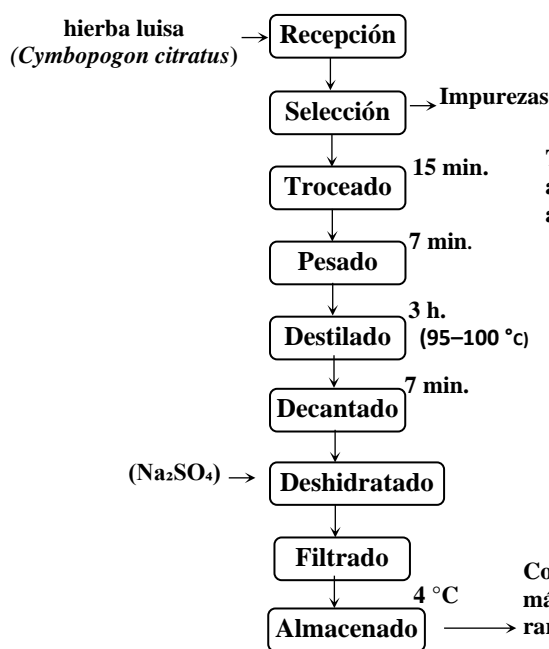 hierba luisa
(Cymbopogon citratus)
Recepción
Selección
Impurezas
15 min.
Troceado
7 min.
Pesado
3 h.
Destilado
(95–100 °c)
7 min.
Decantado
(Na₂SO₄)
Deshidratado
Filtrado
4 °C
Almacenado